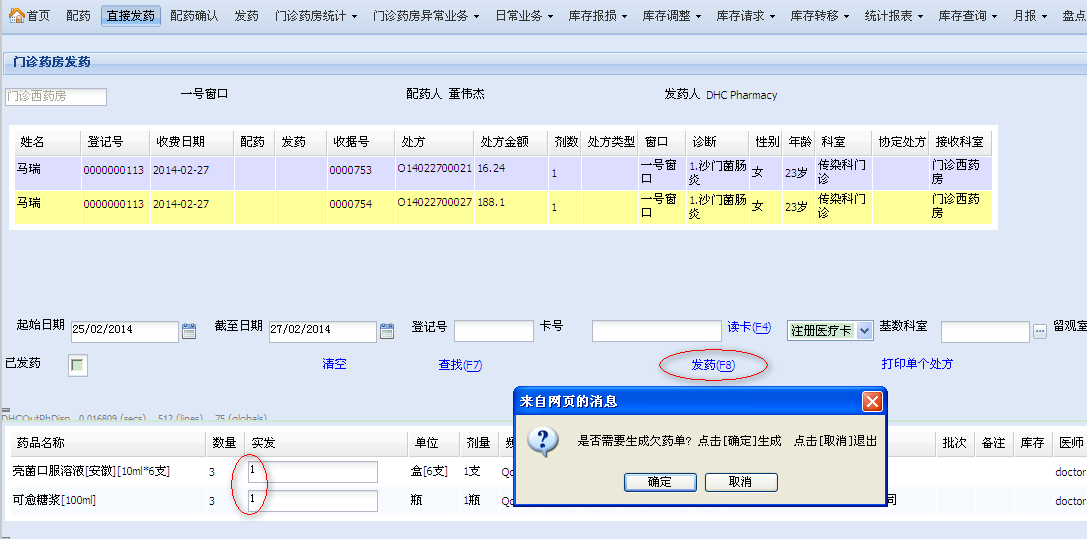 首页 配药 直接发药 配药确认 发药 门诊药房统计 门诊药房异常业务 日常业务 库存报损 库存调整 库存请求 库存转移 统计报表 库存查询 月报 盘点
门诊药房发药
门诊西药房 一号窗口 配药人 董伟杰 发药人 DHC Pharmacy
姓名 登记号 收费日期 配药 发药 收据号 处方 处方金额 剂数 处方类型 窗口 诊断 性别 年龄 科室 协定处方 接收科室
马瑞 0000000113 2014-02-27 0000753 O14022700021 16.24 1 一号窗口 1.沙门菌肠炎 女 23岁 传染科门诊 门诊西药房
马瑞 0000000113 2014-02-27 0000754 O14022700027 188.1 1 一号窗口 1.沙门菌肠炎 女 23岁 传染科门诊 门诊西药房
起始日期 25/02/2014 截至日期 27/02/2014 登记号 卡号 读卡(F4) 注册医疗卡 基数科室 ... 留观室
已发药 清空 查找(F7) 发药(F8) 打印单个处方
来自网页的消息
是否需要生成欠药单? 点击[确定]生成 点击[取消]退出
确定 取消
DHCOutPhDisp 0.016809 (secs) 512 (lines) 75 (globals)
药品名称 数量 实发 单位 剂量 批次 备注 库存 医师
亮菌口服溶液[安徽][10ml*6支] 3 1 盒[6支] 1支 doctor
可愈糖浆[100ml] 3 1 瓶 1瓶 司 doctor